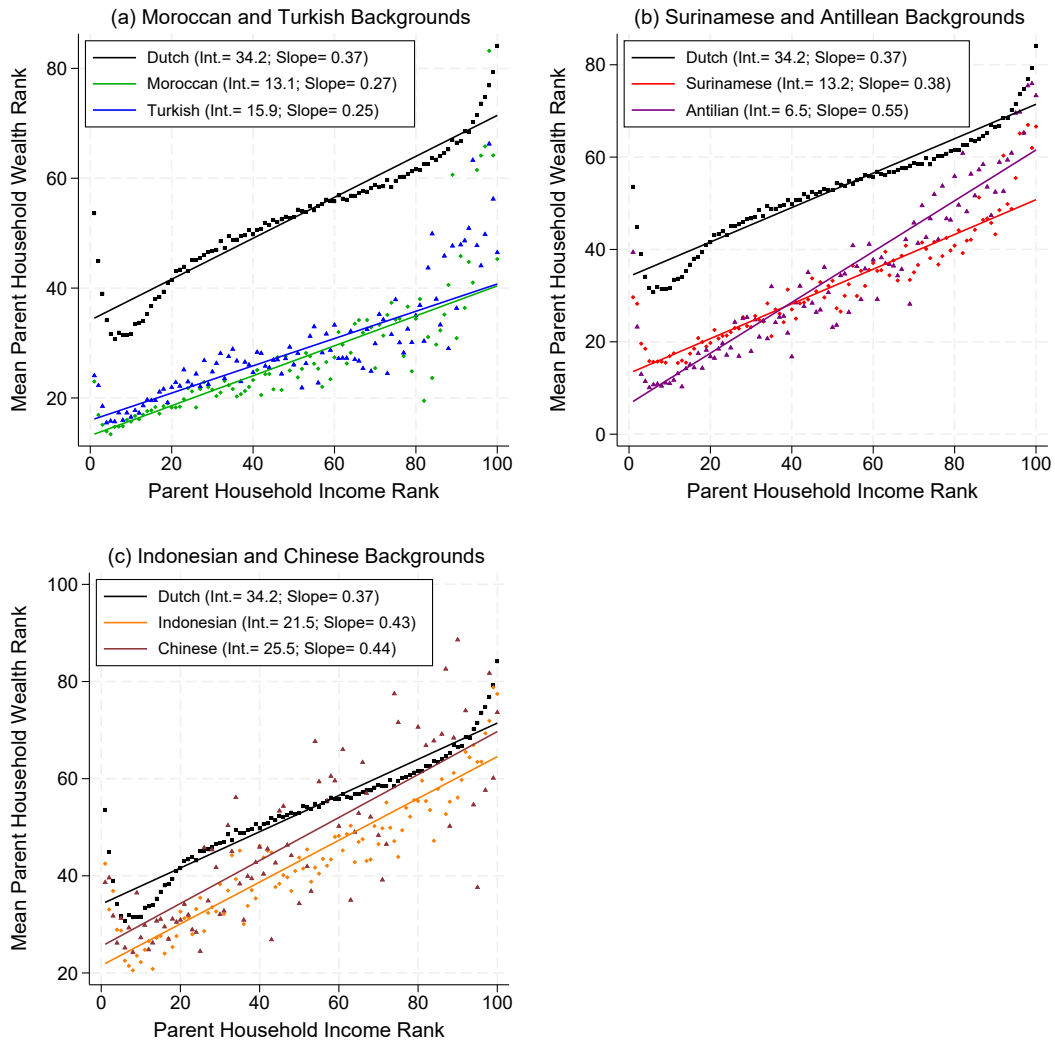 (a) Moroccan and Turkish Backgrounds
Dutch (Int.= 34.2; Slope= 0.37)
Moroccan (Int.= 13.1; Slope= 0.27)
Turkish (Int.= 15.9; Slope= 0.25)
Mean Parent Household Wealth Rank
80
60
40
20
0
20
40
60
80
100
Parent Household Income Rank
(b) Surinamese and Antillean Backgrounds
Dutch (Int.= 34.2; Slope= 0.37)
Surinamese (Int.= 13.2; Slope= 0.38)
Antilian (Int.= 6.5; Slope= 0.55)
Mean Parent Household Wealth Rank
80
60
40
20
0
0
20
40
60
80
100
Parent Household Income Rank
(c) Indonesian and Chinese Backgrounds
Dutch (Int.= 34.2; Slope= 0.37)
Indonesian (Int.= 21.5; Slope= 0.43)
Chinese (Int.= 25.5; Slope= 0.44)
Mean Parent Household Wealth Rank
100
80
60
40
20
0
20
40
60
80
100
Parent Household Income Rank